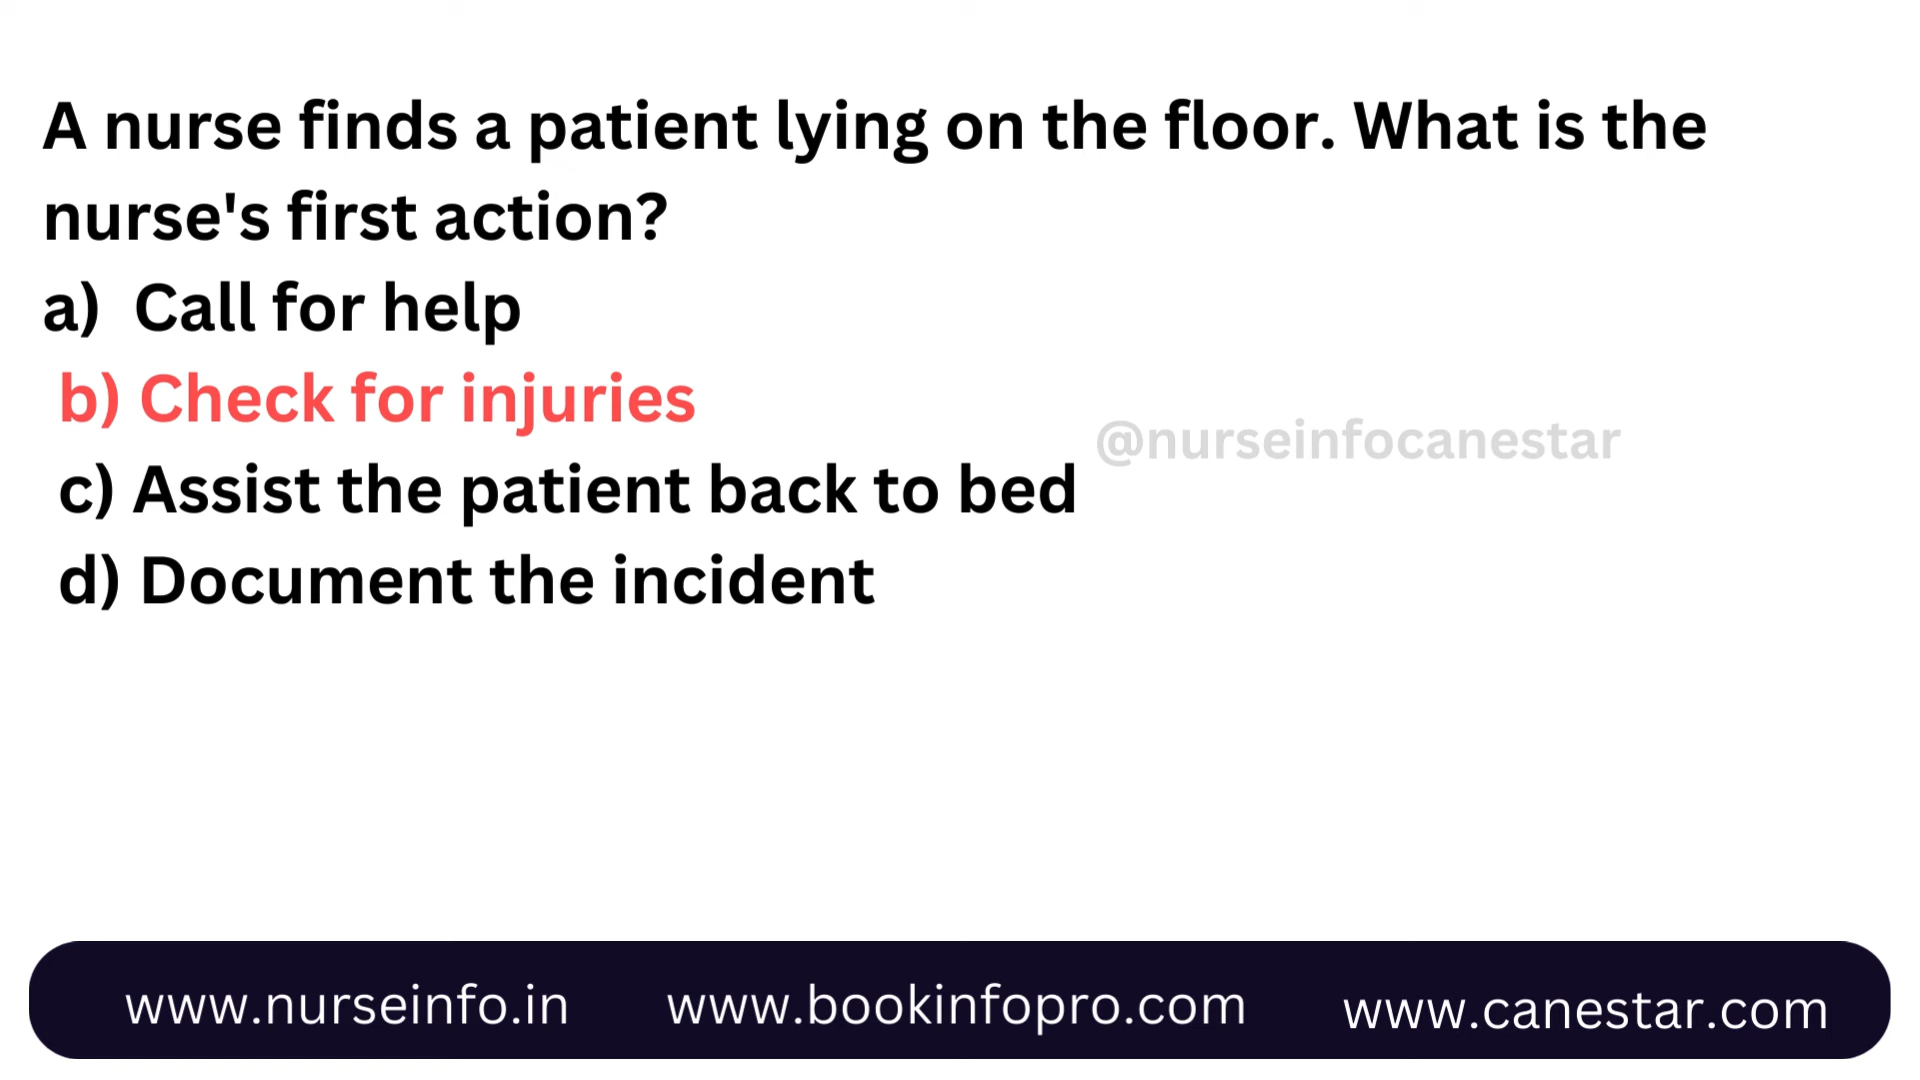 A nurse finds a patient lying on the floor. What is the
nurse's first action?
a) Call for help
b) Check for injuries
@nurseinfocanestar
c) Assist the patient back to bed
d) Document the incident
www.nurseinfo.in www.bookinfopro.com www.canestar.com